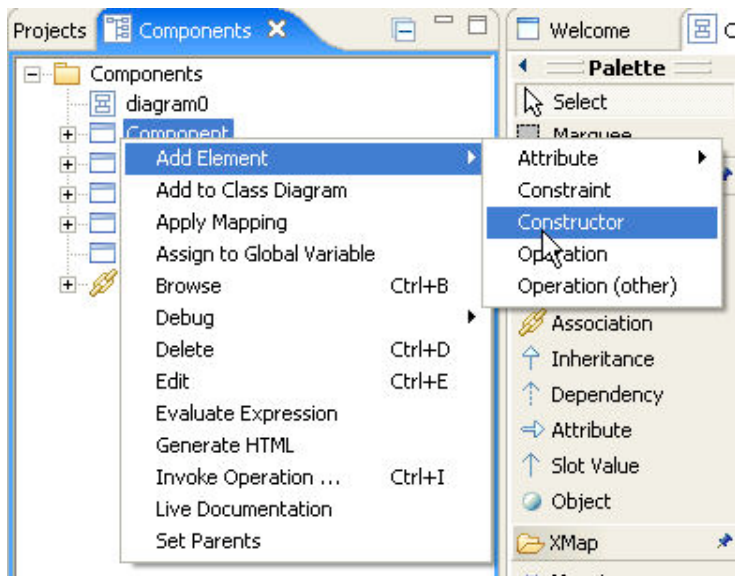 Projects Components
Components
diagram0
Component
Add Element
Add to Class Diagram
Apply Mapping
Assign to Global Variable
Browse Ctrl+B
Debug
Delete Ctrl+D
Edit Ctrl+E
Evaluate Expression
Generate HTML
Invoke Operation ... Ctrl+I
Live Documentation
Set Parents
Attribute
Constraint
Constructor
Operation
Operation (other)
Welcome
Palette
Select
Marquee
Association
Inheritance
Dependency
Attribute
Slot Value
Object
XMap